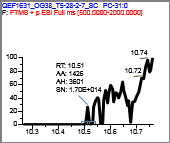 QEF1631_OG38_T5-28-2-7_SC PC-31:0
F: FTMS + p ESI Full ms [500.0000-2000.0000]
10.74
100
RT: 10.51
AA: 1426
AH: 3601
SN: 1.70E+014
10.72
80
60
40
20
0
10.3 10.4 10.5 10.6 10.7